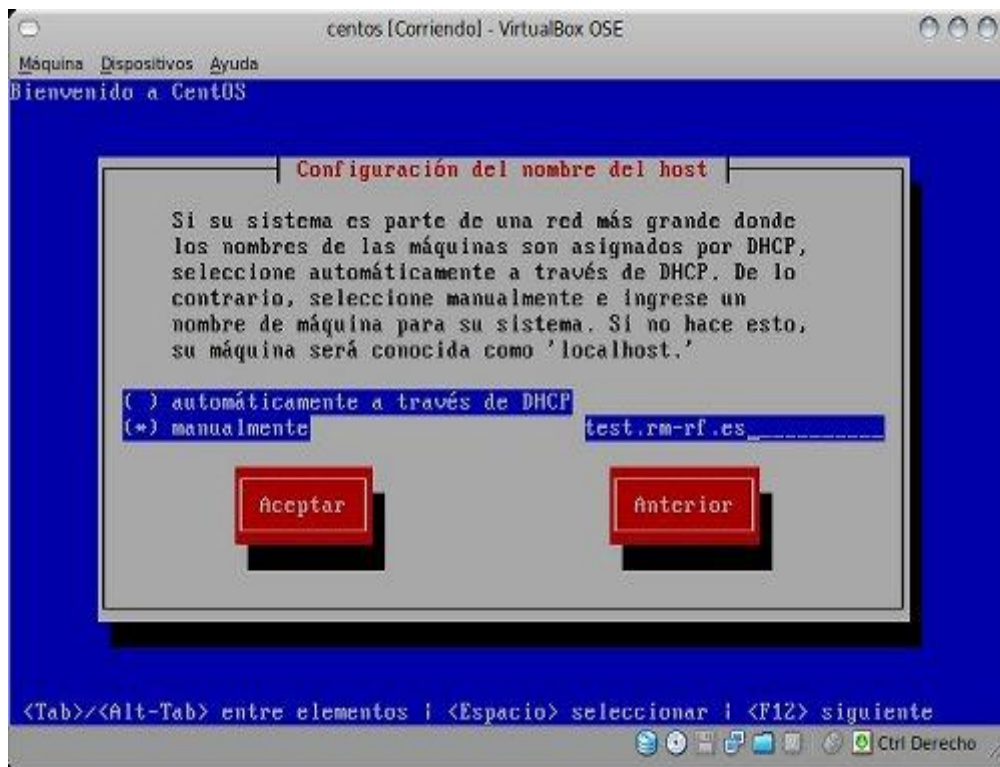 centos [Corriendo] - VirtualBox OSE
Máquina Dispositivos Ayuda
Bienvenido a CentOS
Configuración del nombre del host
Si su sistema es parte de una red más grande donde
los nombres de las máquinas son asignados por DHCP,
seleccione automáticamente a través de DHCP. De lo
contrario, seleccione manualmente e ingrese un
nombre de máquina para su sistema. Si no hace esto,
su máquina será conocida como 'localhost.'
( ) automáticamente a través de DHCP
(*) manualmente test.rm-rf.es__________
Aceptar Anterior
<Tab>/<Alt-Tab> entre elementos | <Espacio> seleccionar | <F12> siguiente
Ctrl Derecho